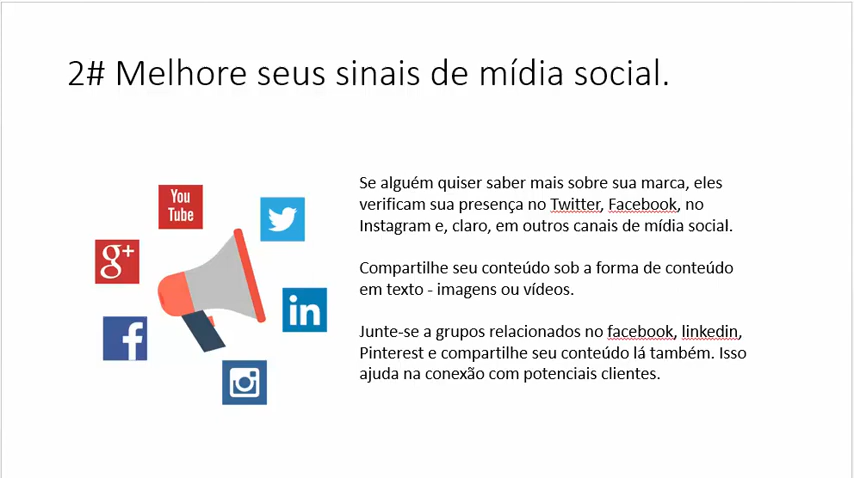 2# Melhore seus sinais de mídia social.
You
Tube
g+
in
f
Se alguém quiser saber mais sobre sua marca, eles
verificam sua presença no Twitter, Facebook, no
Instagram e, claro, em outros canais de mídia social.
Compartilhe seu conteúdo sob a forma de conteúdo
em texto - imagens ou vídeos.
Junte-se a grupos relacionados no facebook, linkedin,
Pinterest e compartilhe seu conteúdo lá também. Isso
ajuda na conexão com potenciais clientes.